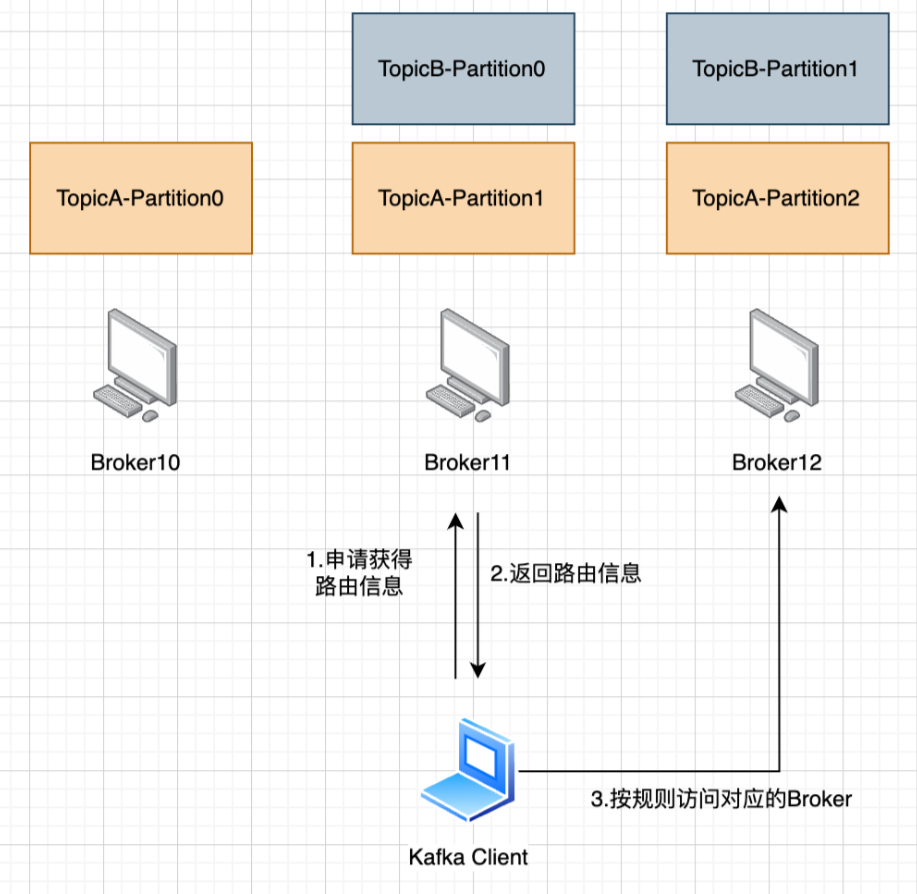 TopicB-Partition0
TopicB-Partition1
TopicA-Partition0
TopicA-Partition1
TopicA-Partition2
Broker10
Broker11
Broker12
1.申请获得
路由信息
2.返回路由信息
3.按规则访问对应的Broker
Kafka Client